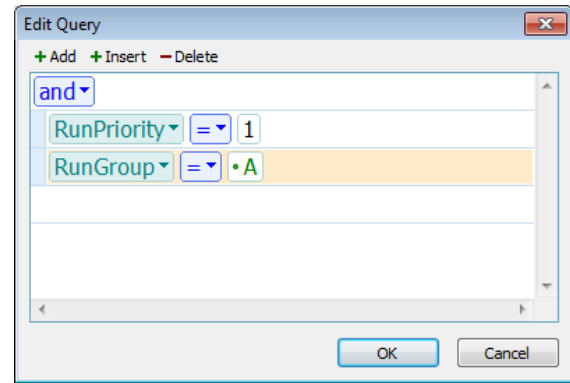 Edit Query
+ Add + Insert − Delete
and
RunPriority = 1
RunGroup = • A
OK Cancel